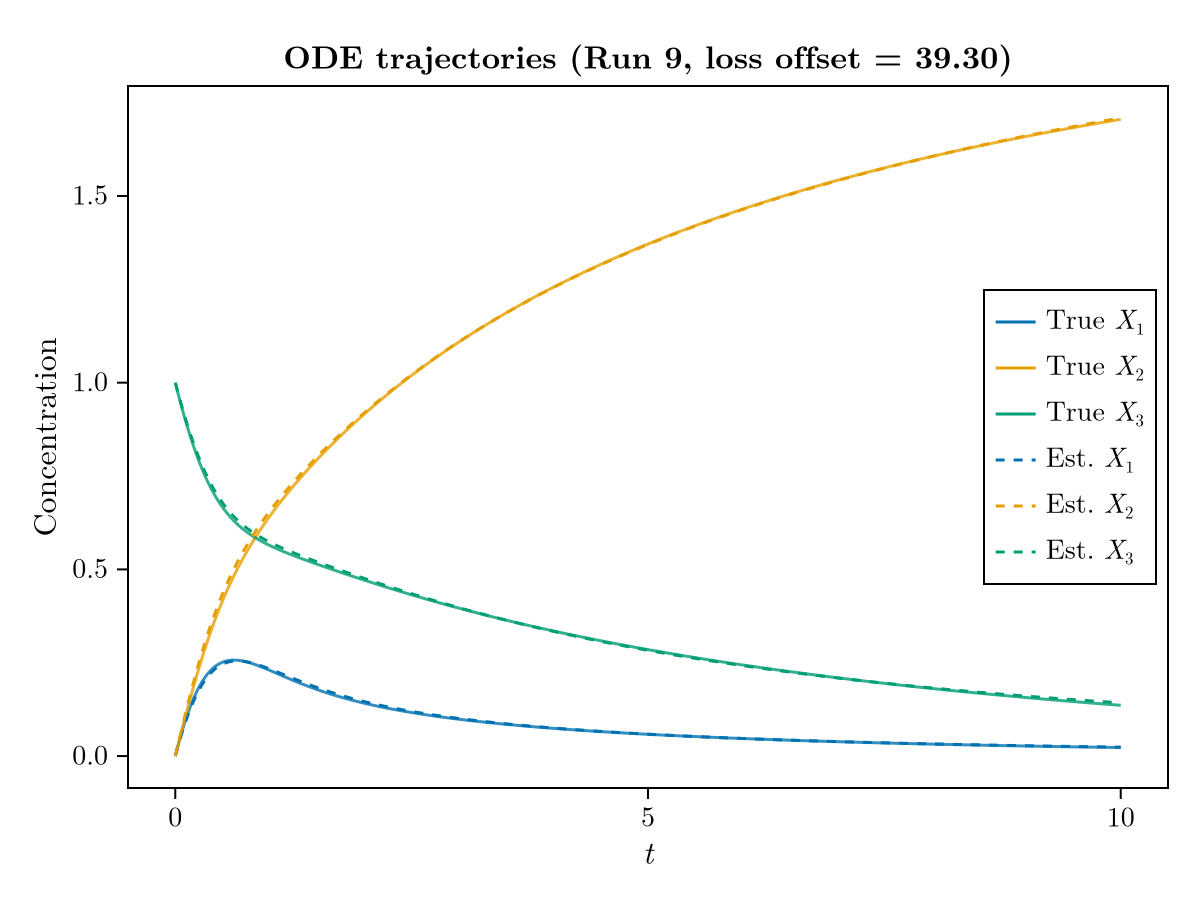 ODE trajectories (Run 9, loss offset = 39.30)
Concentration
1.5
1.0
0.5
0.0
0
5
10
t
True X₁
True X₂
True X₃
Est. X₁
Est. X₂
Est. X₃